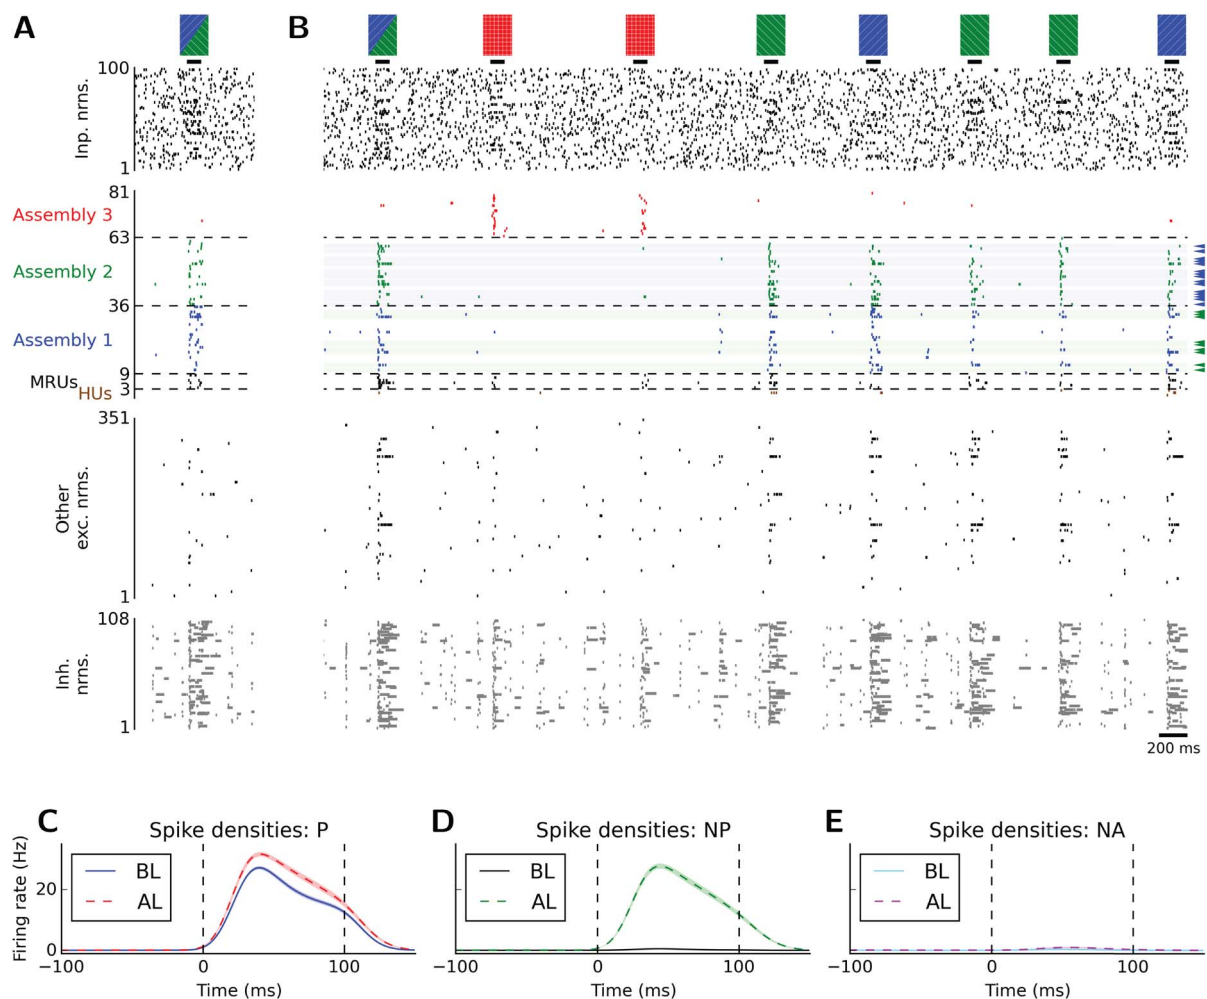 A
B
100
Inp. nrns.
1
81
Assembly 3
63
Assembly 2
36
Assembly 1
9
MRUs
3
HUs
351
Other
exc. nrns.
1
108
Inh.
nrns.
1
200 ms
C
Spike densities: P
Firing rate (Hz)
BL
AL
20
0
−100
0
100
Time (ms)
D
Spike densities: NP
BL
AL
−100
0
100
Time (ms)
E
Spike densities: NA
BL
AL
−100
0
100
Time (ms)